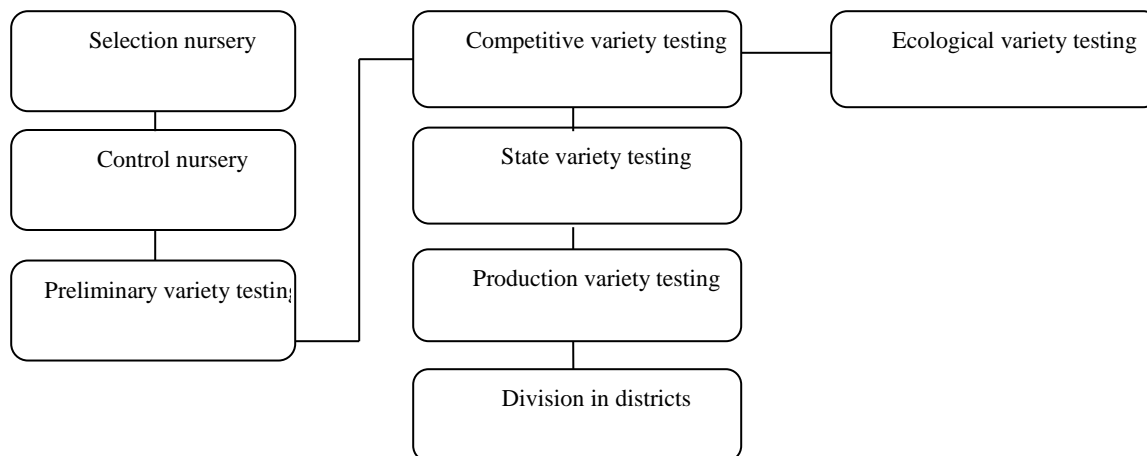 Selection nursery
Control nursery
Preliminary variety testing
Competitive variety testing
State variety testing
Production variety testing
Division in districts
Ecological variety testing